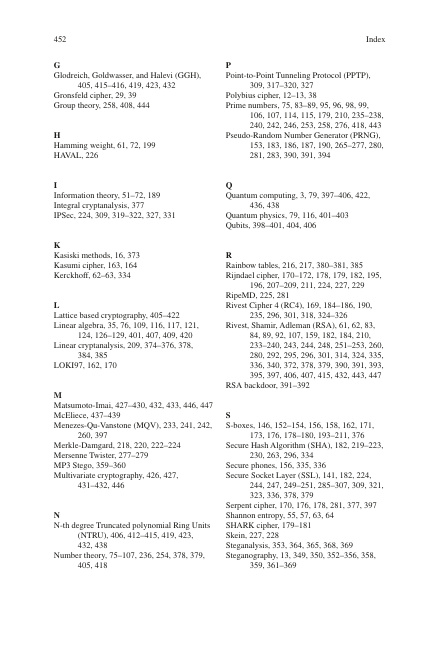 452
Index
G
Glodreich, Goldwasser, and Halevi (GGH),
405, 415–416, 419, 423, 432
Gronsfeld cipher, 29, 39
Group theory, 258, 408, 444
H
Hamming weight, 61, 72, 199
HAVAL, 226
I
Information theory, 51–72, 189
Integral cryptanalysis, 377
IPSec, 224, 309, 319–322, 327, 331
K
Kasiski methods, 16, 373
Kasumi cipher, 163, 164
Kerckhoff, 62–63, 334
L
Lattice based cryptography, 405–422
Linear algebra, 35, 76, 109, 116, 117, 121,
124, 126–129, 401, 407, 409, 420
Linear cryptanalysis, 209, 374–376, 378,
384, 385
LOKI97, 162, 170
M
Matsumoto-Imai, 427–430, 432, 433, 446, 447
McEliece, 437–439
Menezes-Qu-Vanstone (MQV), 233, 241, 242,
260, 397
Merkle-Damgard, 218, 220, 222–224
Mersenne Twister, 277–279
MP3 Stego, 359–360
Multivariate cryptography, 426, 427,
431–432, 446
N
N-th degree Truncated polynomial Ring Units
(NTRU), 406, 412–415, 419, 423,
432, 438
Number theory, 75–107, 236, 254, 378, 379,
405, 418
P
Point-to-Point Tunneling Protocol (PPTP),
309, 317–320, 327
Polybius cipher, 12–13, 38
Prime numbers, 75, 83–89, 95, 96, 98, 99,
106, 107, 114, 115, 179, 210, 235–238,
240, 242, 246, 253, 258, 276, 418, 443
Pseudo-Random Number Generator (PRNG),
153, 183, 186, 187, 190, 265–277, 280,
281, 283, 390, 391, 394
Q
Quantum computing, 3, 79, 397–406, 422,
436, 438
Quantum physics, 79, 116, 401–403
Qubits, 398–401, 404, 406
R
Rainbow tables, 216, 217, 380–381, 385
Rijndael cipher, 170–172, 178, 179, 182, 195,
196, 207–209, 211, 224, 227, 229
RipeMD, 225, 281
Rivest Cipher 4 (RC4), 169, 184–186, 190,
235, 296, 301, 318, 324–326
Rivest, Shamir, Adleman (RSA), 61, 62, 83,
84, 89, 92, 107, 159, 182, 184, 210,
233–240, 243, 244, 248, 251–253, 260,
280, 292, 295, 296, 301, 314, 324, 335,
336, 340, 372, 378, 379, 390, 391, 393,
395, 397, 406, 407, 415, 432, 443, 447
RSA backdoor, 391–392
S
S-boxes, 146, 152–154, 156, 158, 162, 171,
173, 176, 178–180, 193–211, 376
Secure Hash Algorithm (SHA), 182, 219–223,
230, 263, 296, 334
Secure phones, 156, 335, 336
Secure Socket Layer (SSL), 141, 182, 224,
244, 247, 249–251, 285–307, 309, 321,
323, 336, 378, 379
Serpent cipher, 170, 176, 178, 281, 377, 397
Shannon entropy, 55, 57, 63, 64
SHARK cipher, 179–181
Skein, 227, 228
Steganalysis, 353, 364, 365, 368, 369
Steganography, 13, 349, 350, 352–356, 358,
359, 361–369